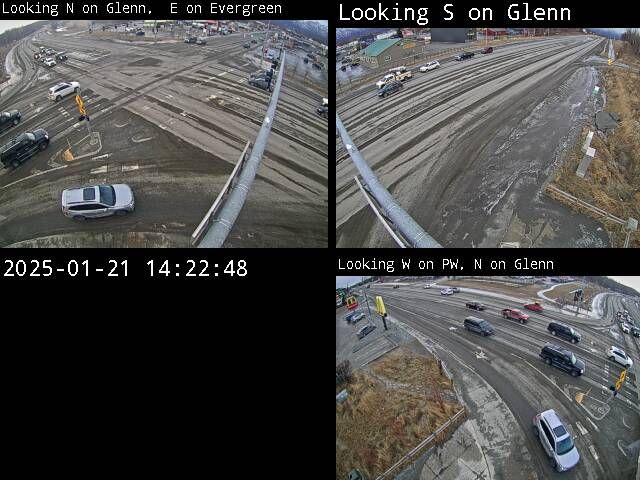 Looking N on Glenn,  E on Evergreen
Looking S on Glenn
2025-01-21 14:22:48
Looking W on PW, N on Glenn